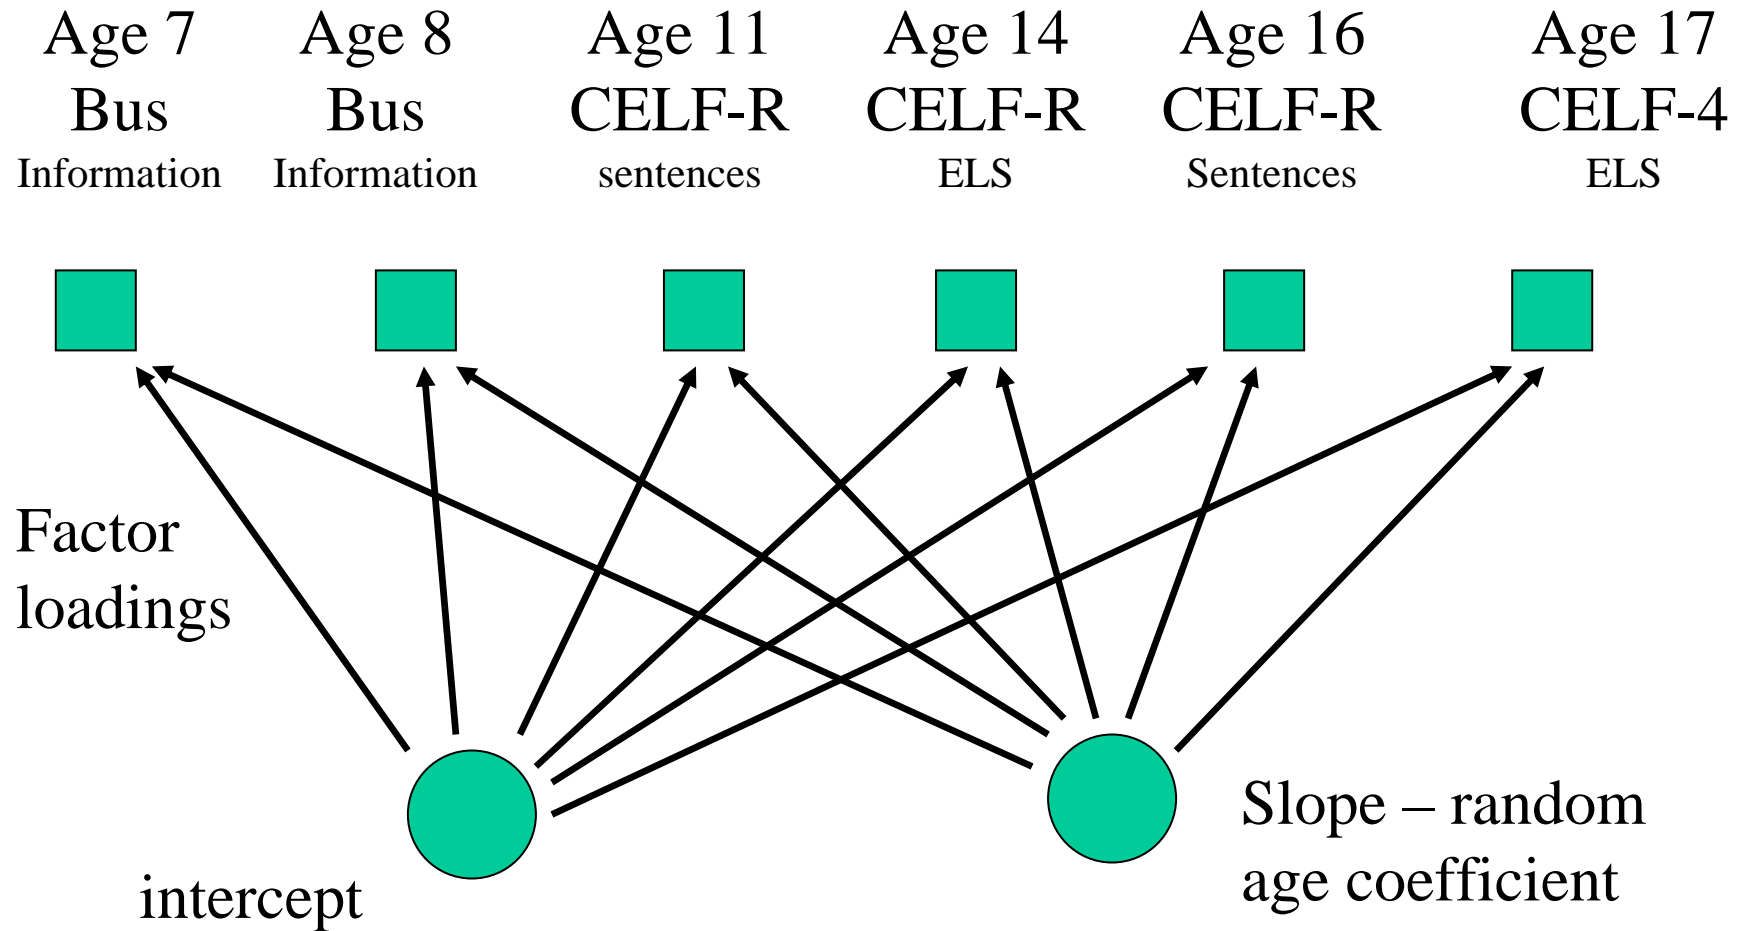 Age 7 Age 8 Age 11 Age 14 Age 16 Age 17
Bus Bus CELF-R CELF-R CELF-R CELF-4
Information Information sentences ELS Sentences ELS
Factor
loadings
Slope – random
age coefficient
intercept